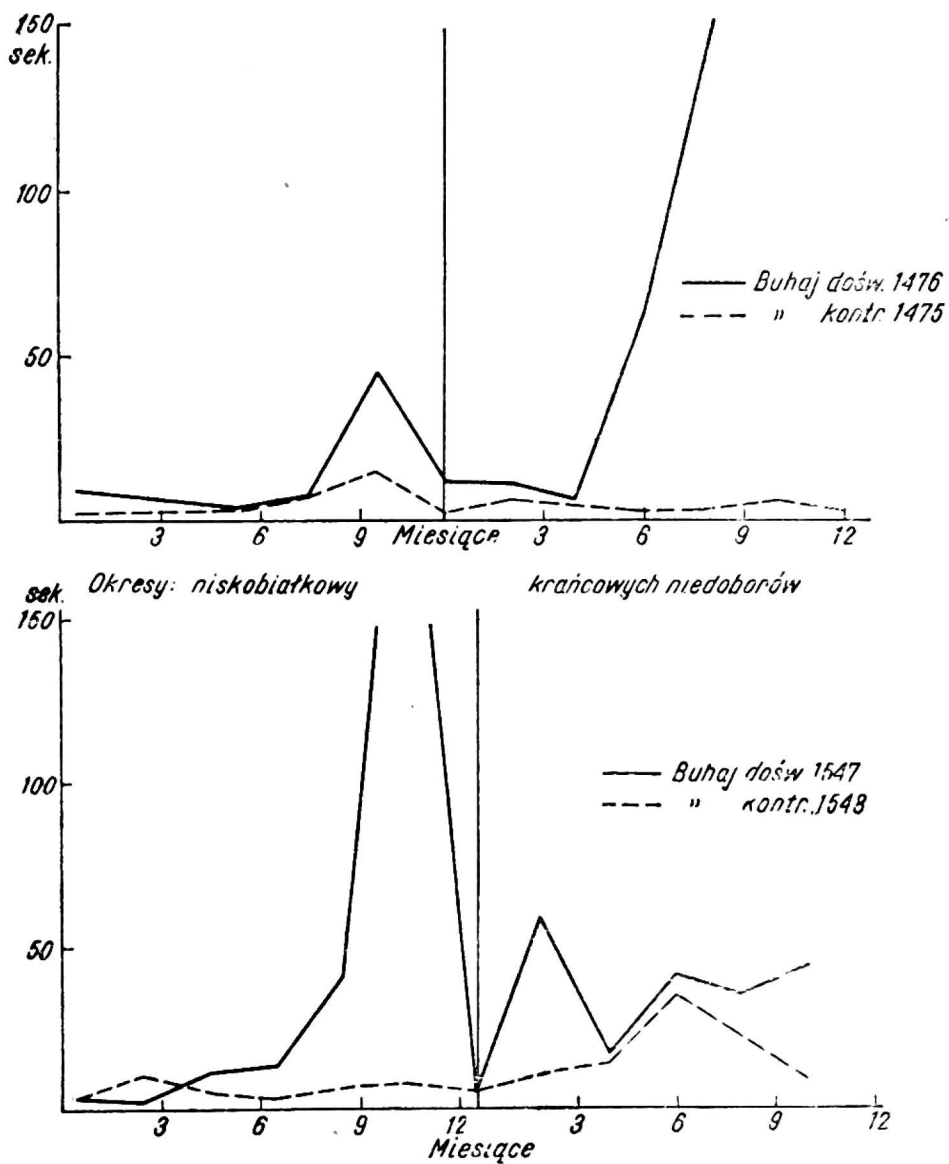 150
sek.
100
50
Buhaj dośw. 1476
" kontr. 1475
3 6 9 Miesiące 3 6 9 12
Okresy: niskobiałkowy krańcowych niedoborów
sek.
150
100
50
Buhaj dośw. 1547
" kontr. 1548
3 6 9 12 3 6 9 12
Miesiące